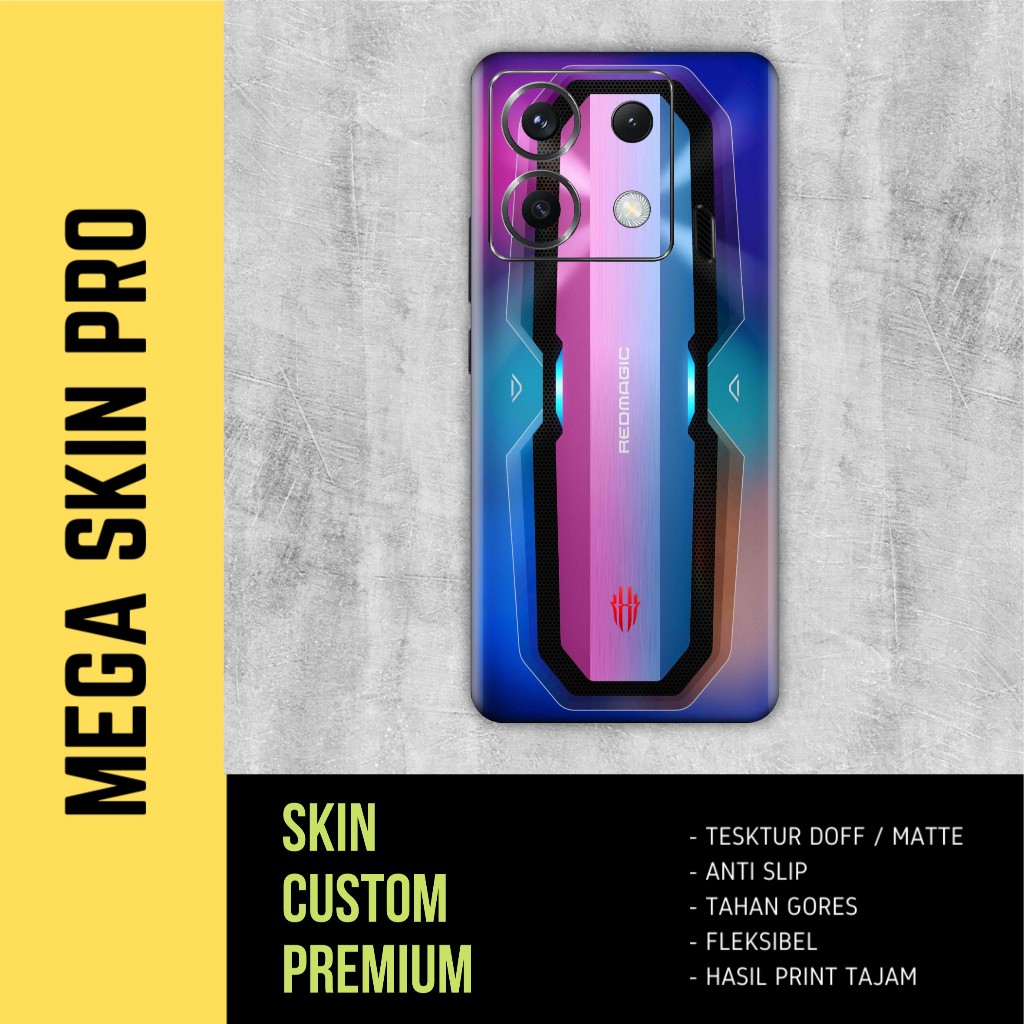 MEGA SKIN PRO
REDMAGIC
SKIN
CUSTOM
PREMIUM
- TESKTUR DOFF / MATTE
- ANTI SLIP
- TAHAN GORES
- FLEKSIBEL
- HASIL PRINT TAJAM